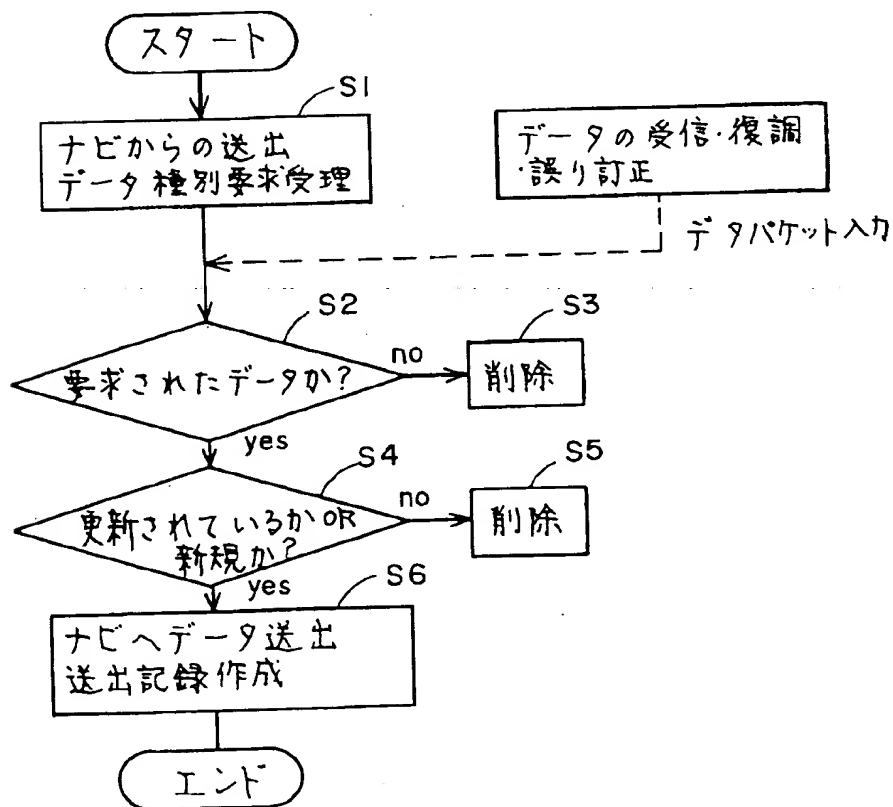 スタート
S1
ナビからの送出
データ種別要求受理
データの受信・復調
・誤り訂正
データパケット入力
S2
要求されたデータか?
no
S3
削除
yes
S4
更新されているかOR
新規か?
no
S5
削除
yes
S6
ナビへデータ送出
送出記録作成
エンド